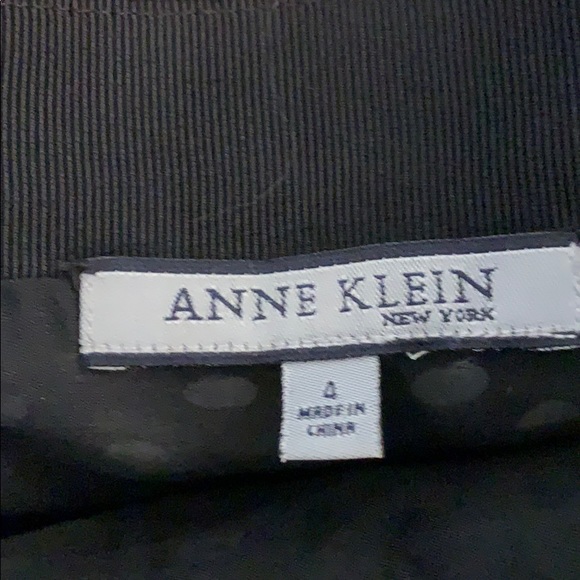 ANNE KLEIN
NEW YORK
4
MADE IN
CHINA